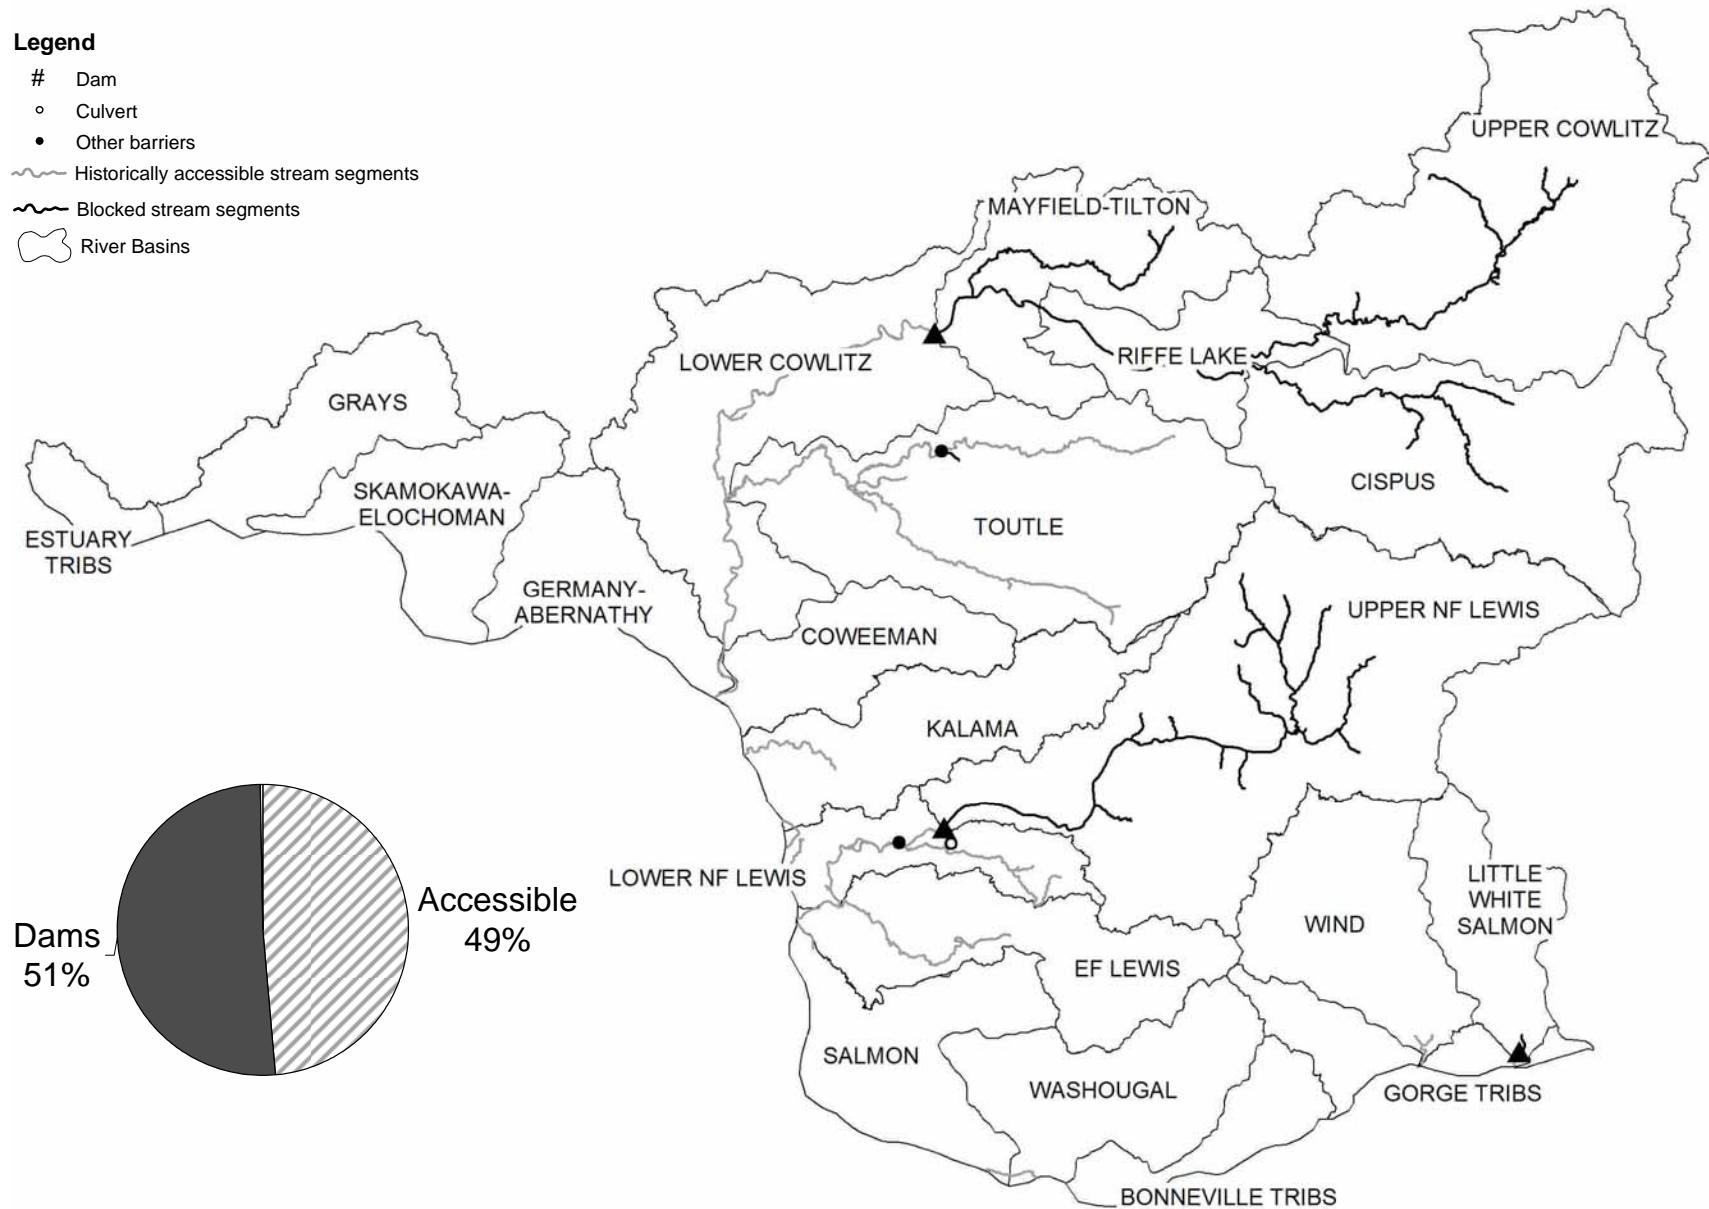 Legend
# Dam
Culvert
Other barriers
Historically accessible stream segments
Blocked stream segments
River Basins
UPPER COWLITZ
MAYFIELD-TILTON
LOWER COWLITZ
RIFFE LAKE
GRAYS
CISPUS
SKAMOKAWA-
ELOCHOMAN
TOUTLE
ESTUARY
TRIBS
GERMANY-
ABERNATHY
UPPER NF LEWIS
COWEEMAN
KALAMA
LOWER NF LEWIS
LITTLE
WHITE
SALMON
WIND
EF LEWIS
SALMON
WASHOUGAL
GORGE TRIBS
BONNEVILLE TRIBS
Accessible
49%
Dams
51%